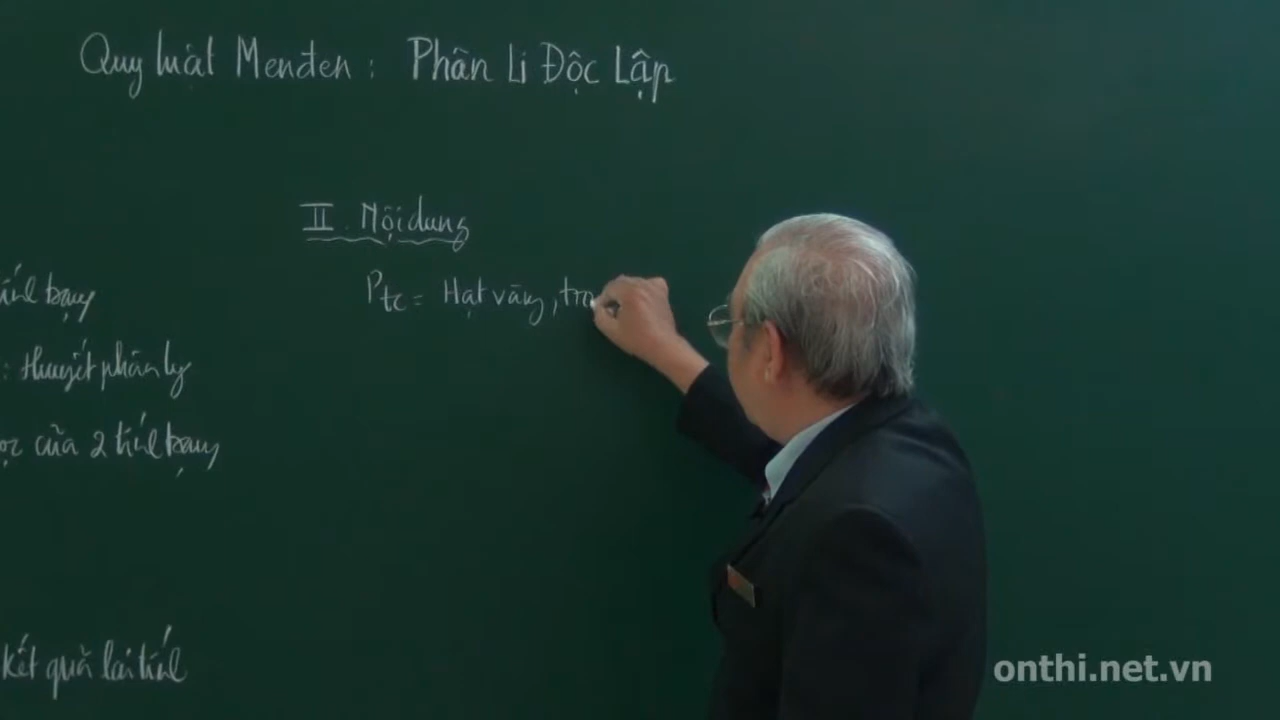 Quy luật Menđen : Phân Li Độc Lập
II. Nội dung
Ptc = Hạt vàng, trơ
tính trạng
: thuyết phân ly
của 2 tính trạng
kết quả lai tính
onthi.net.vn